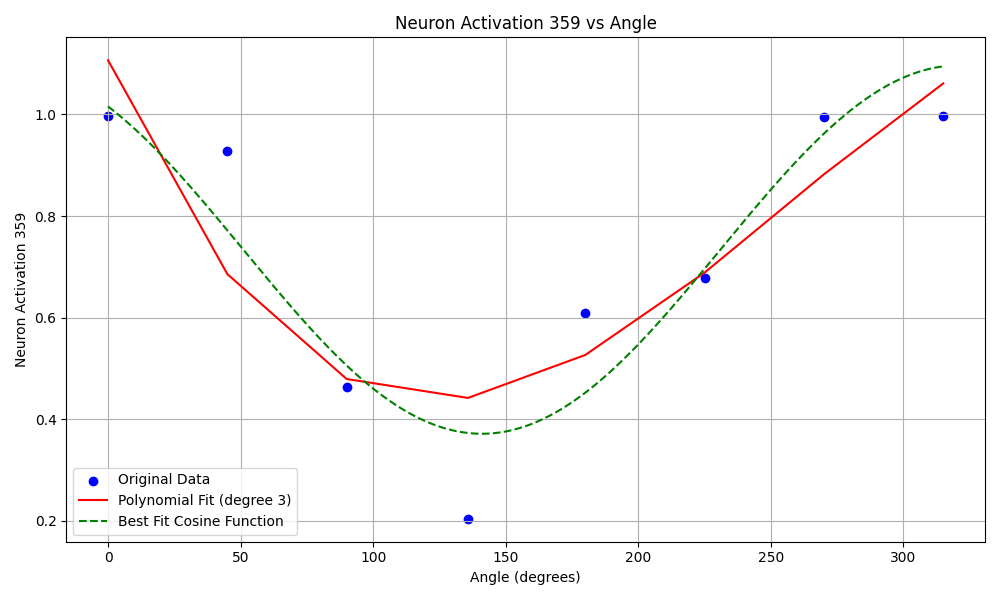 Neuron Activation 359 vs Angle
Neuron Activation 359
1.0
0.8
0.6
0.4
0.2
Original Data
Polynomial Fit (degree 3)
Best Fit Cosine Function
0 50 100 150 200 250 300
Angle (degrees)